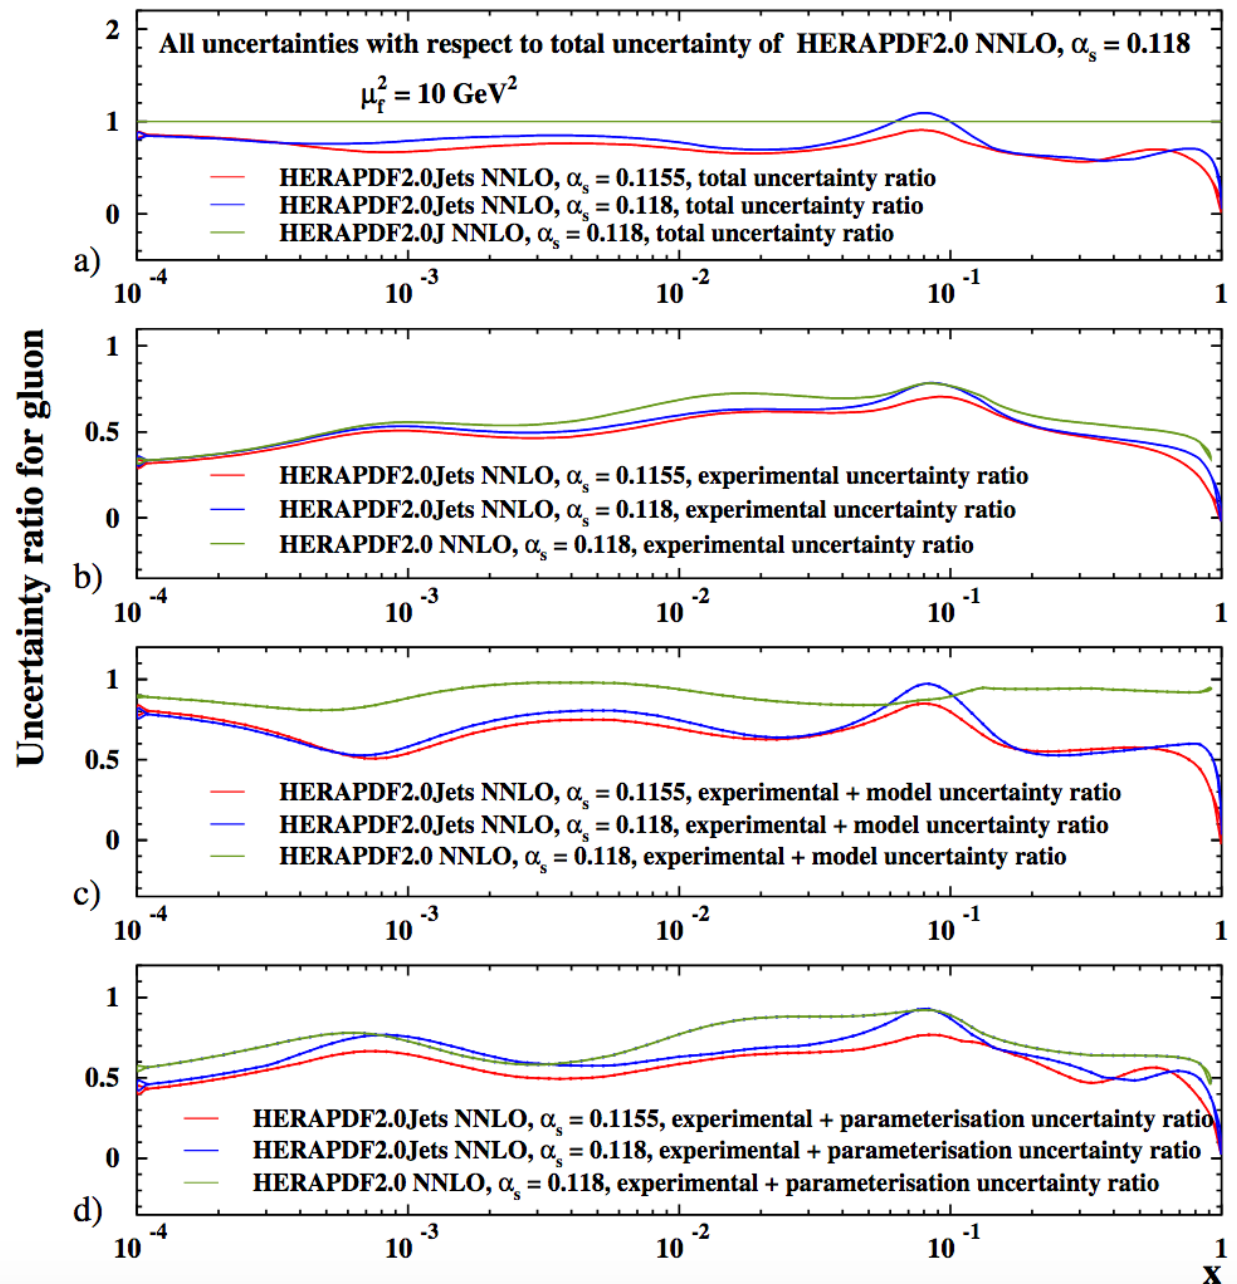 2
All uncertainties with respect to total uncertainty of HERAPDF2.0 NNLO, αs = 0.118
μf² = 10 GeV²
1
HERAPDF2.0Jets NNLO, αs = 0.1155, total uncertainty ratio
HERAPDF2.0Jets NNLO, αs = 0.118, total uncertainty ratio
0
HERAPDF2.0J NNLO, αs = 0.118, total uncertainty ratio
a)
10⁻⁴ 10⁻³ 10⁻² 10⁻¹ 1
Uncertainty ratio for gluon
1
0.5
HERAPDF2.0Jets NNLO, αs = 0.1155, experimental uncertainty ratio
HERAPDF2.0Jets NNLO, αs = 0.118, experimental uncertainty ratio
0
HERAPDF2.0 NNLO, αs = 0.118, experimental uncertainty ratio
b)
10⁻⁴ 10⁻³ 10⁻² 10⁻¹ 1
1
0.5
HERAPDF2.0Jets NNLO, αs = 0.1155, experimental + model uncertainty ratio
HERAPDF2.0Jets NNLO, αs = 0.118, experimental + model uncertainty ratio
0
HERAPDF2.0 NNLO, αs = 0.118, experimental + model uncertainty ratio
c)
10⁻⁴ 10⁻³ 10⁻² 10⁻¹ 1
1
0.5
HERAPDF2.0Jets NNLO, αs = 0.1155, experimental + parameterisation uncertainty ratio
HERAPDF2.0Jets NNLO, αs = 0.118, experimental + parameterisation uncertainty ratio
0
HERAPDF2.0 NNLO, αs = 0.118, experimental + parameterisation uncertainty ratio
d)
10⁻⁴ 10⁻³ 10⁻² 10⁻¹ 1
x